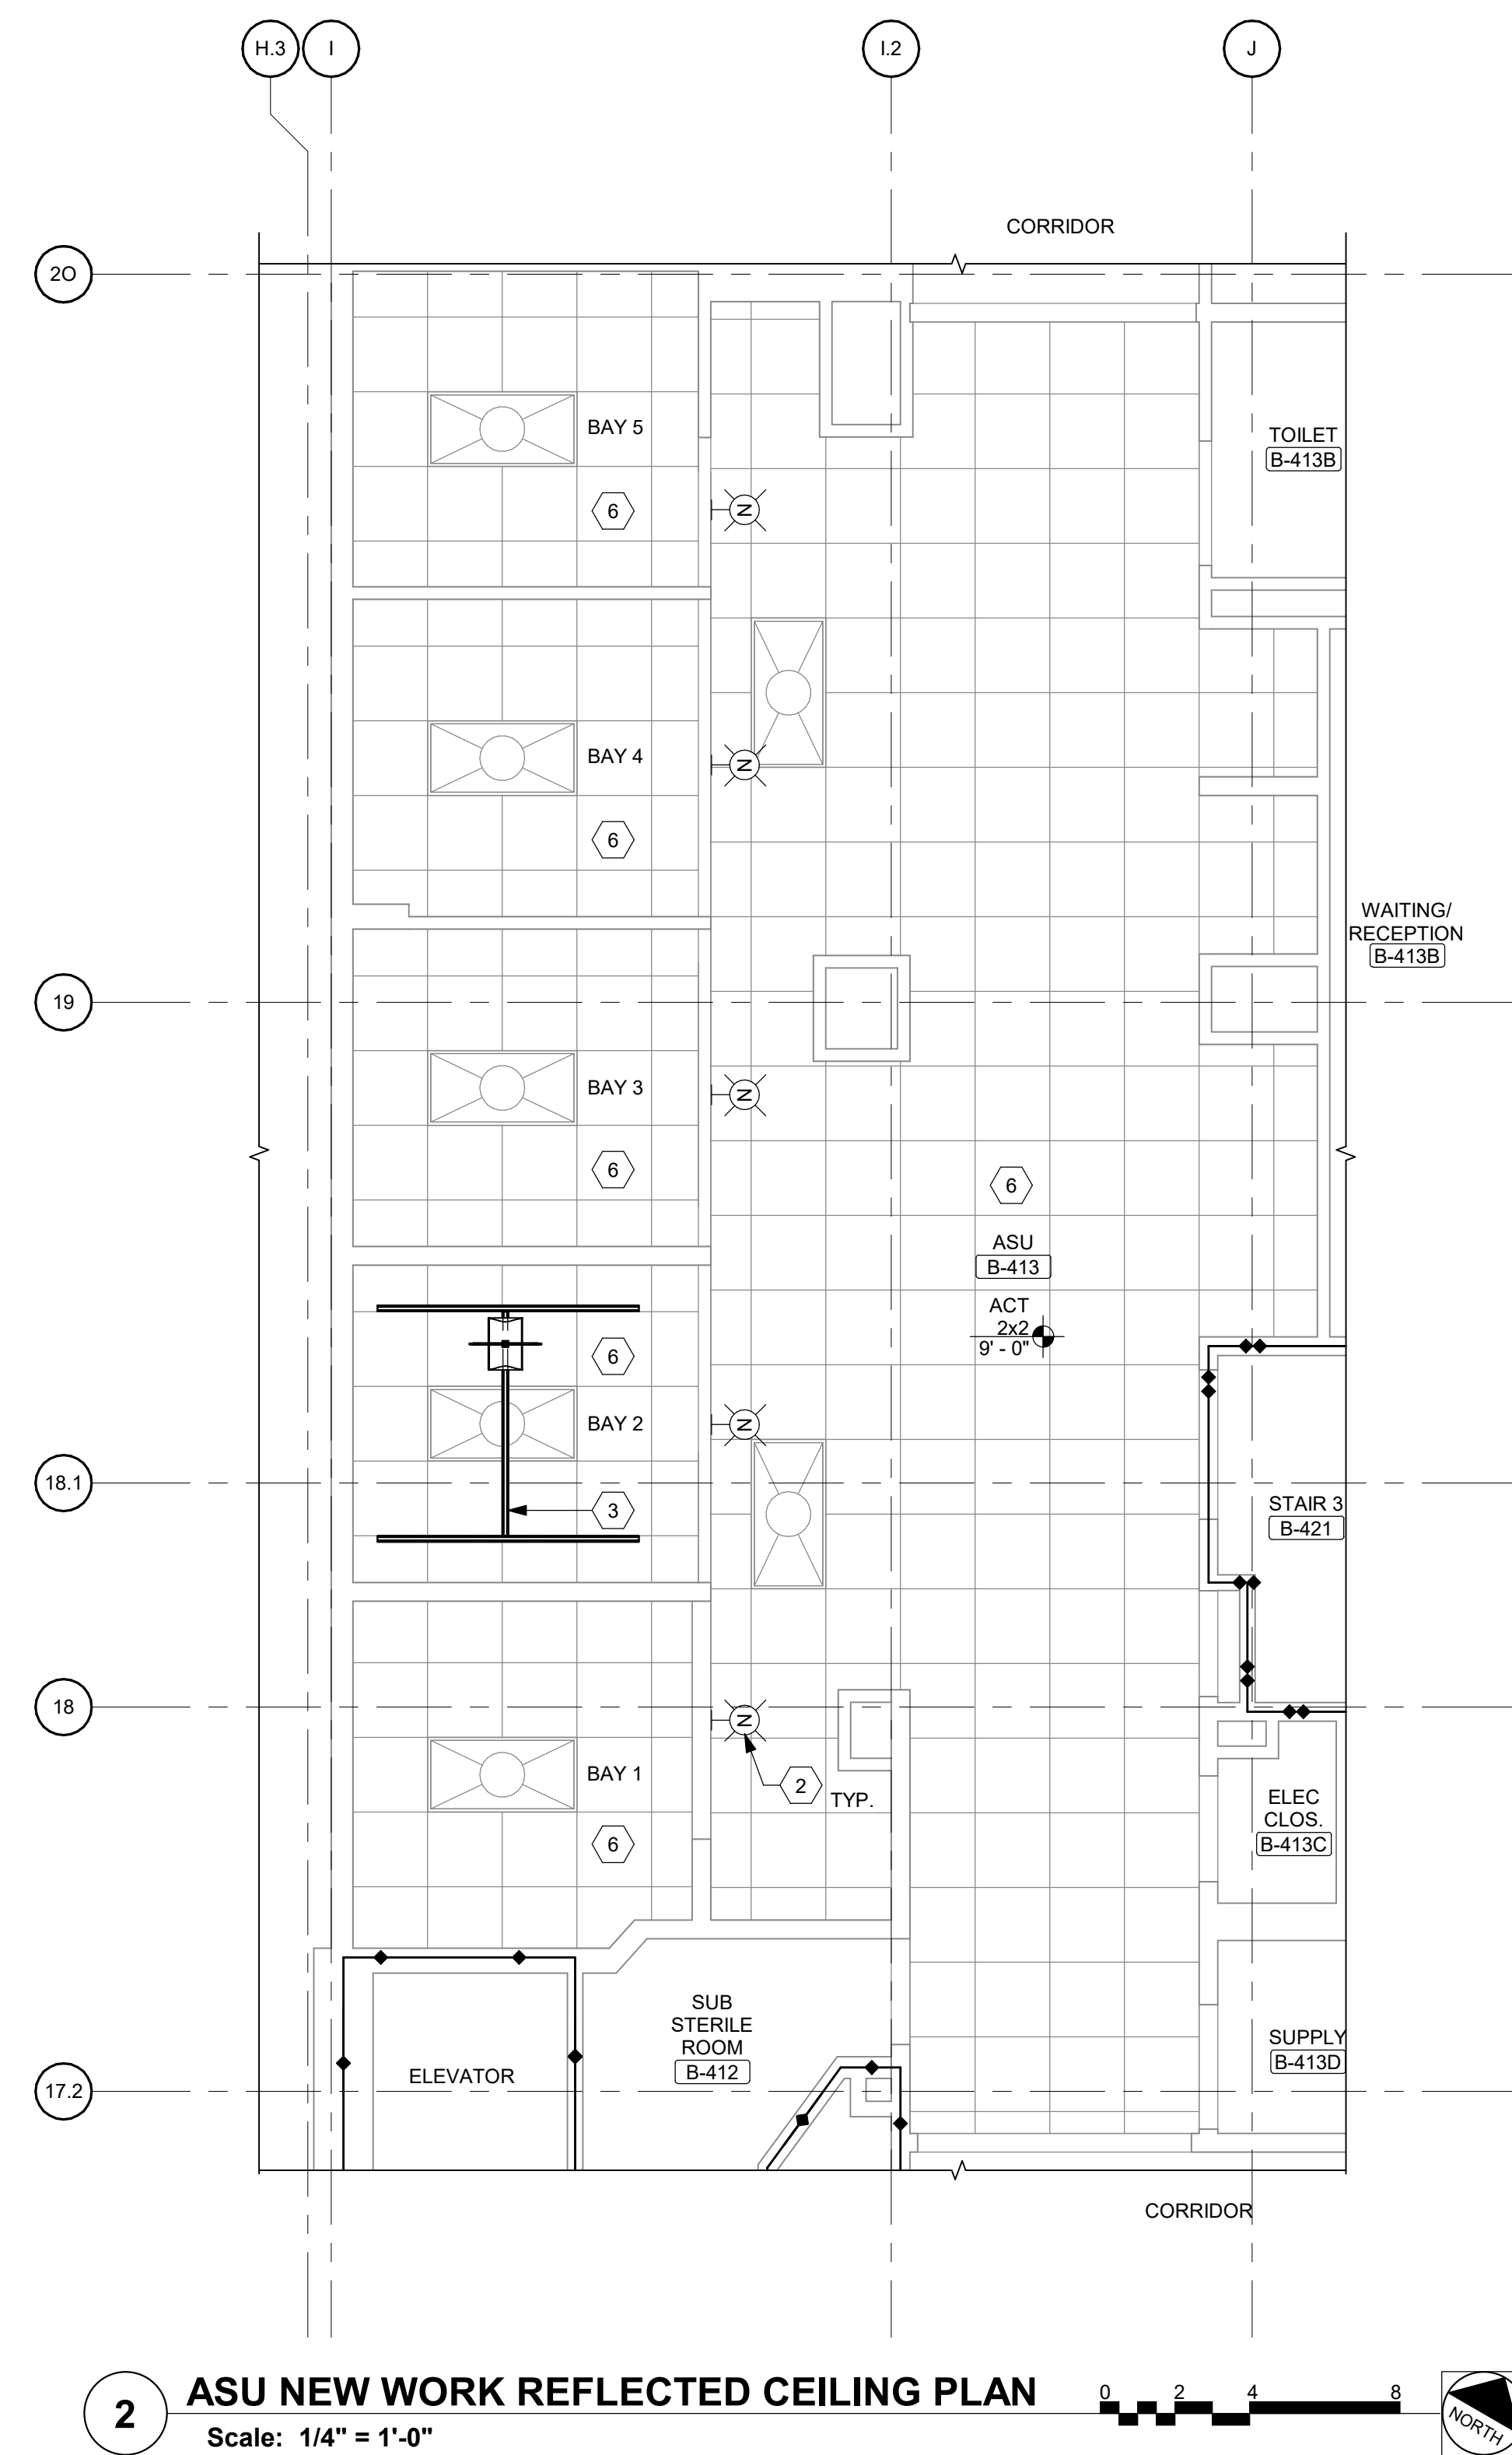 H.3 I I.2 J
CORRIDOR
2O
BAY 5
TOILET
B-413B
6
N
BAY 4
N
6
WAITING/
RECEPTION
B-413B
19
BAY 3
N
6
6
ASU
B-413
ACT
2x2
9' - 0"
6
BAY 2
N
18.1
3
STAIR 3
B-421
18
N
BAY 1
2
TYP.
ELEC
CLOS.
B-413C
6
SUB
STERILE
ROOM
B-412
SUPPLY
B-413D
ELEVATOR
17.2
CORRIDOR
2
ASU NEW WORK REFLECTED CEILING PLAN
Scale: 1/4" = 1'-0"
0 2 4 8
NORTH